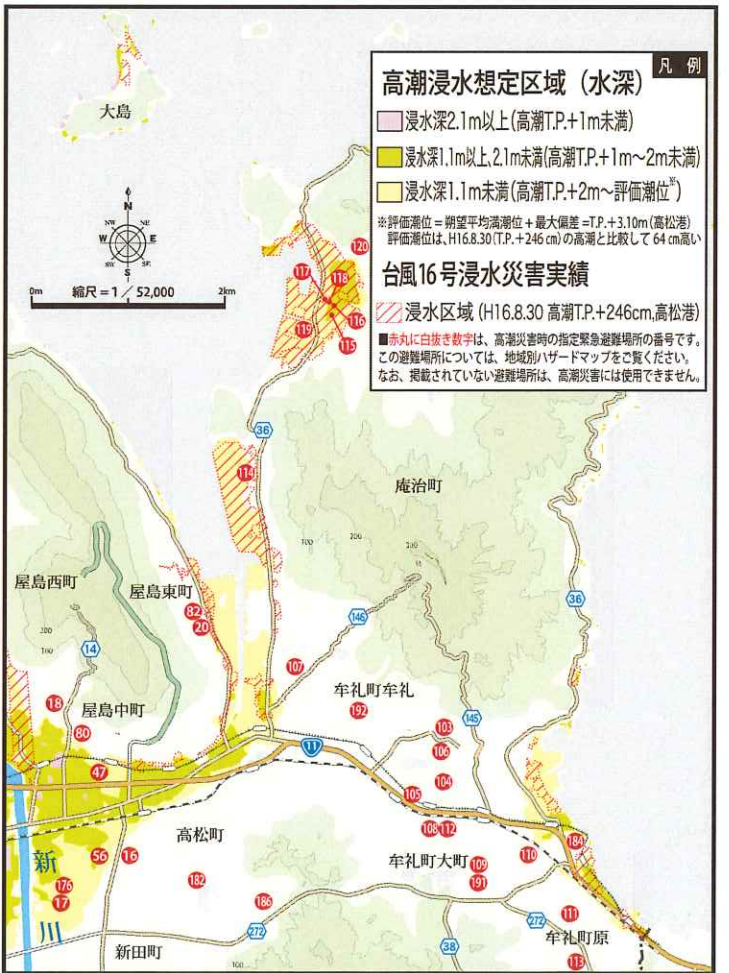 凡 例
高潮浸水想定区域（水深）
浸水深2.1m以上(高潮T.P.+1m未満)
浸水深1.1m以上,2.1m未満(高潮T.P.+1m～2m未満)
浸水深1.1m未満(高潮T.P.+2m～評価潮位※)
※評価潮位＝朔望平均満潮位＋最大偏差＝T.P.+3.10m(高松港)
評価潮位は、H16.8.30(T.P.+246㎝)の高潮と比較して64㎝高い
台風16号浸水災害実績
浸水区域(H16.8.30 高潮T.P.+246cm,高松港)
■赤丸に白抜き数字は、高潮災害時の指定緊急避難場所の番号です。
この避難場所については、地域別ハザードマップをご覧ください。
なお、掲載されていない避難場所は、高潮災害には使用できません。
大島
N
NW NE
W E
SW SE
S
0m 縮尺＝1／52,000 2km
120
117 118
116
119 115
36
114
庵治町
100 200 200
屋島西町 屋島東町
82
20
146
36
200
100
14
107
牟礼町牟礼
18
屋島中町
192
145
80
103
106
11
47
104
105
高松町
108 112
184
56 16
牟礼町大町
109
110
新
176
182
191
17
186
111
川
272
272
牟礼町原
新田町
100
38
113